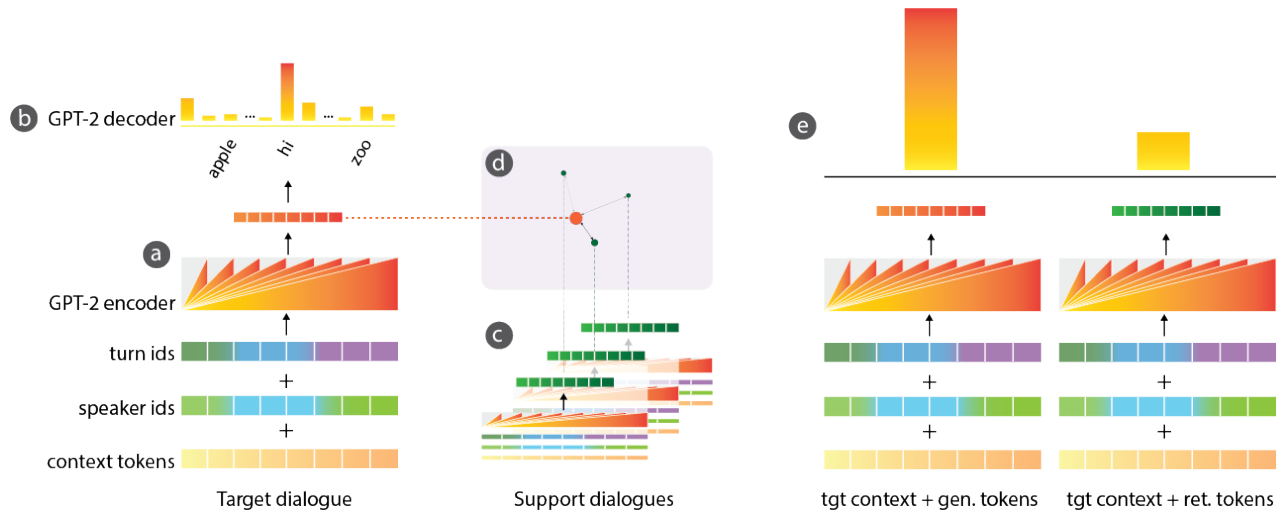 b
GPT-2 decoder
... ...
apple
hi
zoo
a
GPT-2 encoder
turn ids
+
speaker ids
+
context tokens
Target dialogue
d
c
Support dialogues
e
+
+
tgt context + gen. tokens
+
+
tgt context + ret. tokens